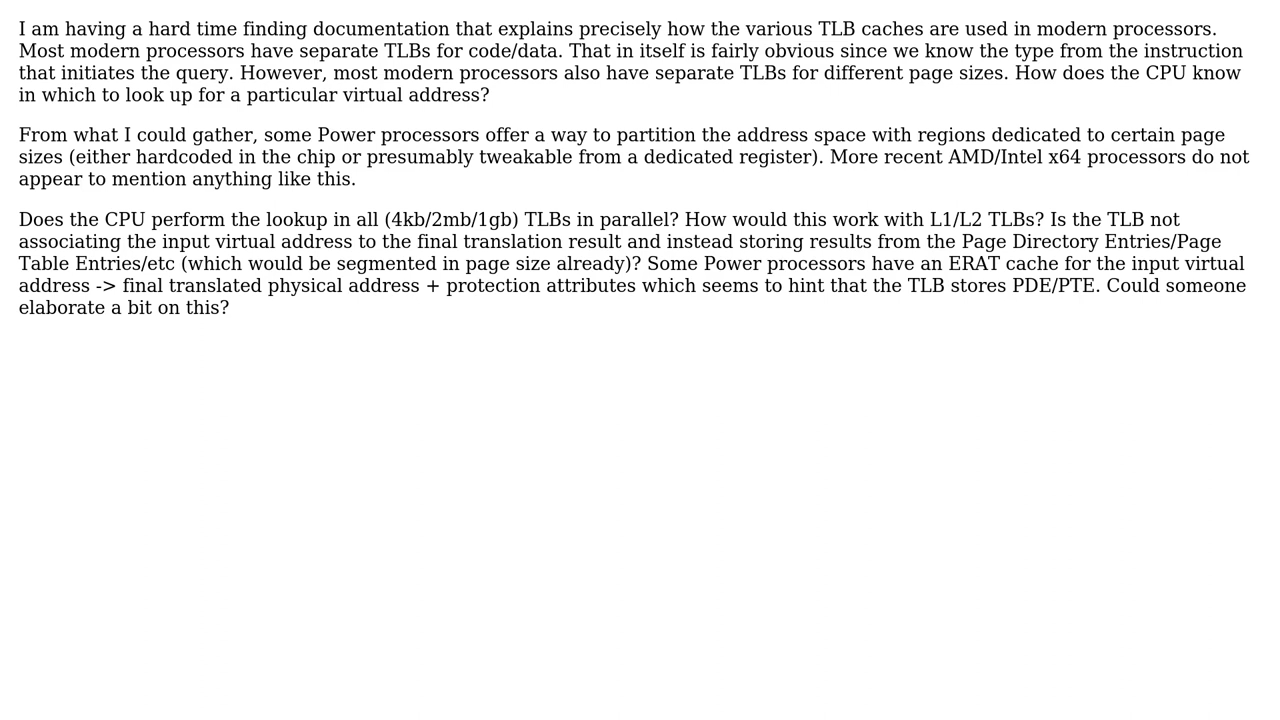 I am having a hard time finding documentation that explains precisely how the various TLB caches are used in modern processors.
Most modern processors have separate TLBs for code/data. That in itself is fairly obvious since we know the type from the instruction
that initiates the query. However, most modern processors also have separate TLBs for different page sizes. How does the CPU know
in which to look up for a particular virtual address?
From what I could gather, some Power processors offer a way to partition the address space with regions dedicated to certain page
sizes (either hardcoded in the chip or presumably tweakable from a dedicated register). More recent AMD/Intel x64 processors do not
appear to mention anything like this.
Does the CPU perform the lookup in all (4kb/2mb/1gb) TLBs in parallel? How would this work with L1/L2 TLBs? Is the TLB not
associating the input virtual address to the final translation result and instead storing results from the Page Directory Entries/Page
Table Entries/etc (which would be segmented in page size already)? Some Power processors have an ERAT cache for the input virtual
address -> final translated physical address + protection attributes which seems to hint that the TLB stores PDE/PTE. Could someone
elaborate a bit on this?